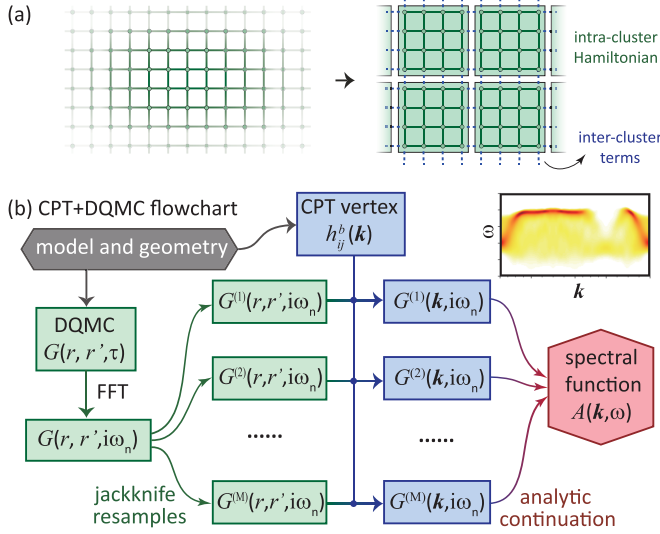 (a)
intra-cluster
Hamiltonian
inter-cluster
terms
(b) CPT+DQMC flowchart
model and geometry
CPT vertex
h^b_ij(k)
ω
k
DQMC
G(r, r’,τ)
FFT
G(r, r’,iω_n)
G^(1)(r,r’,iω_n)
G^(1)(k,iω_n)
G^(2)(r,r’,iω_n)
G^(2)(k,iω_n)
......
......
G^(M)(r,r’,iω_n)
G^(M)(k,iω_n)
spectral
function
A(k,ω)
jackknife
resamples
analytic
continuation